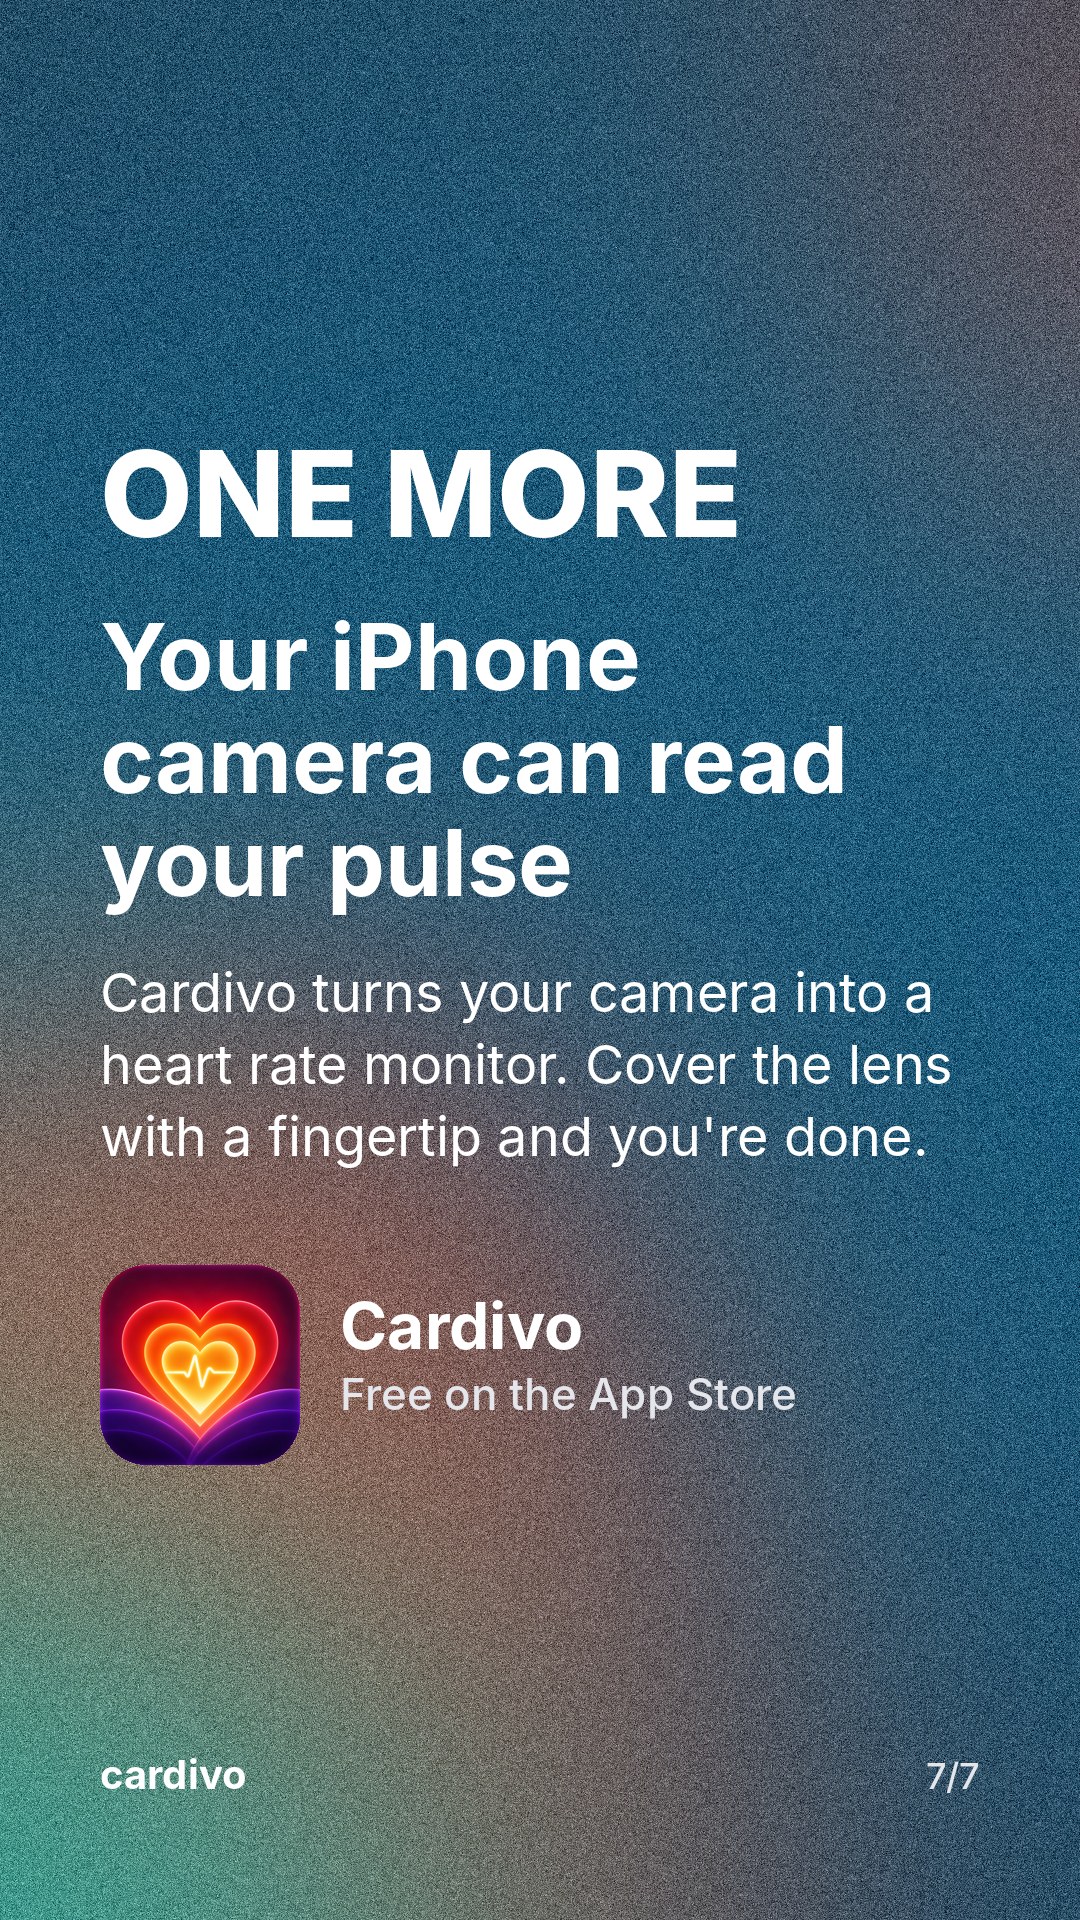 ONE MORE
Your iPhone
camera can read
your pulse
Cardivo turns your camera into a
heart rate monitor. Cover the lens
with a fingertip and you're done.
Cardivo
Free on the App Store
cardivo
7/7